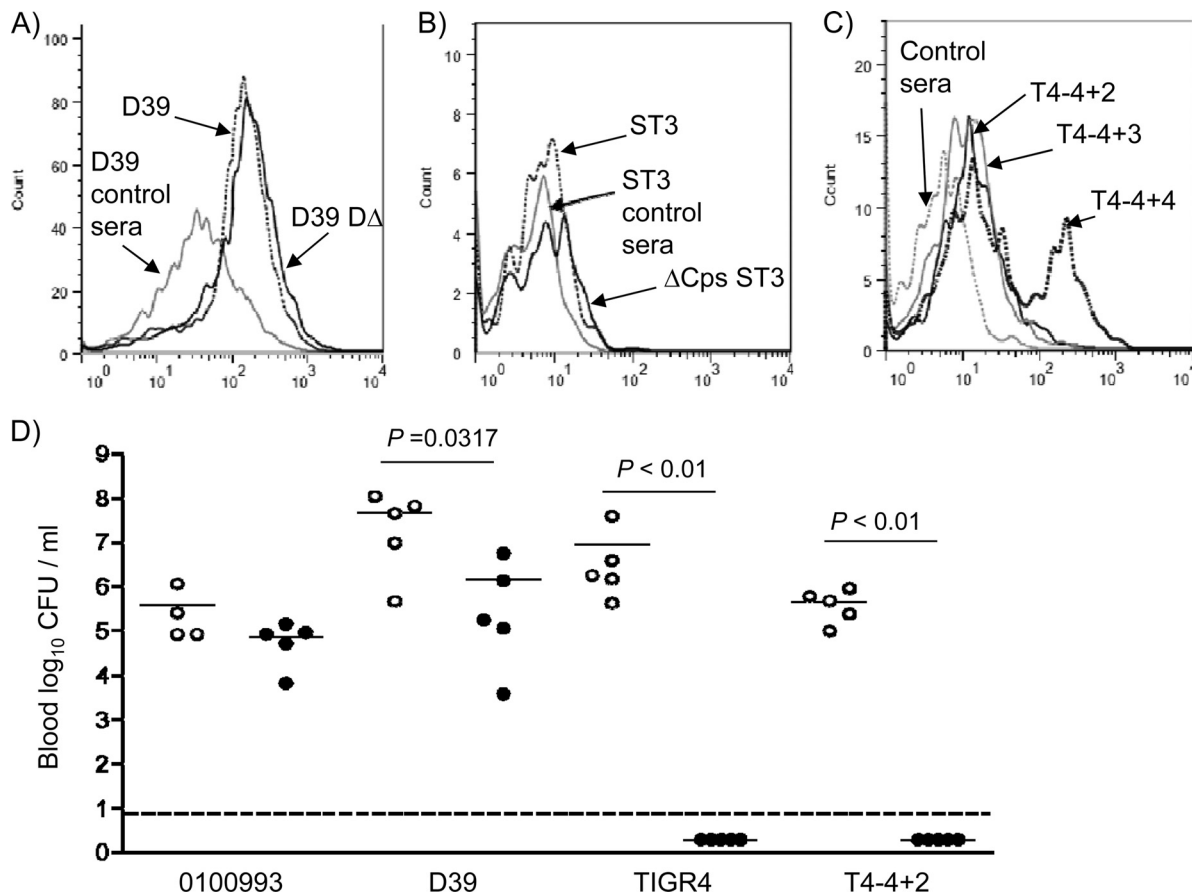 A)
100
80
60
40
20
0
Count
D39
D39
control
sera
D39 DΔ
10^0 10^1 10^2 10^3 10^4
B)
10
8
6
4
2
0
Count
ST3
ST3
control
sera
ΔCps ST3
10^0 10^1 10^2 10^3 10^4
C)
20
15
10
5
0
Count
Control
sera
T4-4+2
T4-4+3
T4-4+4
10^0 10^1 10^2 10^3 10^4
D)
Blood log10 CFU / ml
9
8
7
6
5
4
3
2
1
0
P =0.0317
P < 0.01
P < 0.01
0100993 D39 TIGR4 T4-4+2